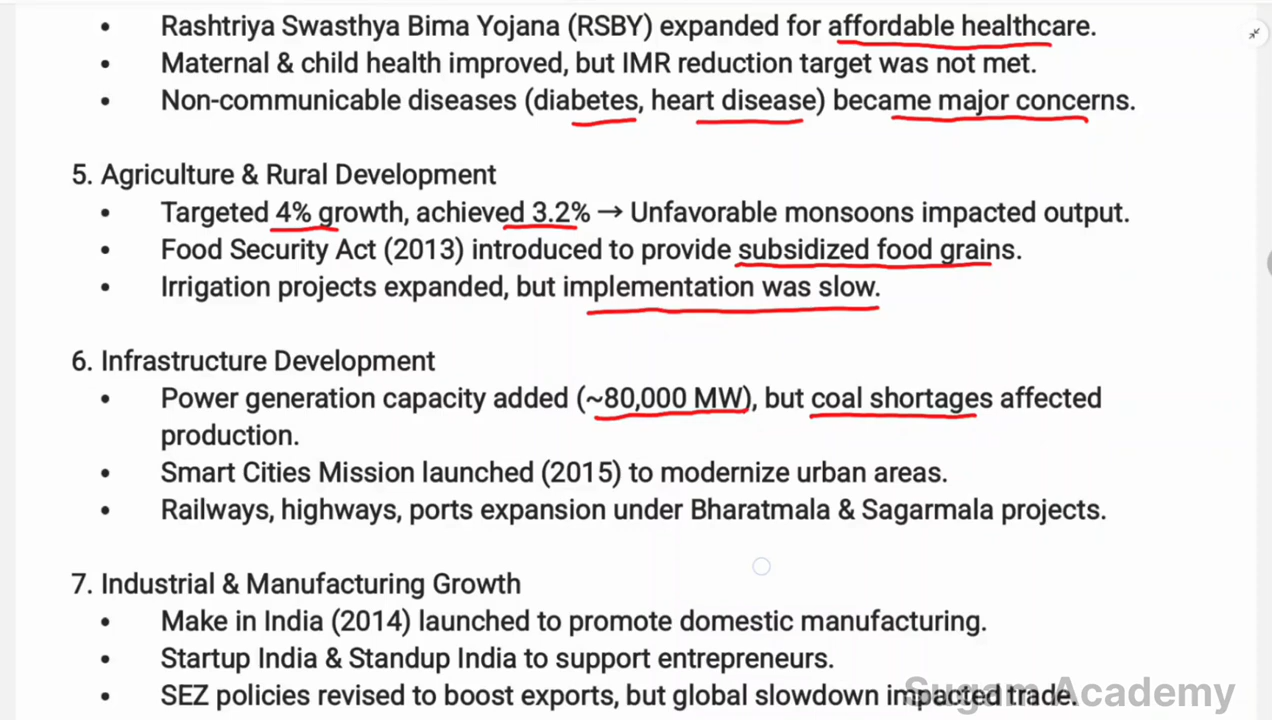 • Rashtriya Swasthya Bima Yojana (RSBY) expanded for affordable healthcare.
• Maternal & child health improved, but IMR reduction target was not met.
• Non-communicable diseases (diabetes, heart disease) became major concerns.
5. Agriculture & Rural Development
• Targeted 4% growth, achieved 3.2% → Unfavorable monsoons impacted output.
• Food Security Act (2013) introduced to provide subsidized food grains.
• Irrigation projects expanded, but implementation was slow.
6. Infrastructure Development
• Power generation capacity added (~80,000 MW), but coal shortages affected
production.
• Smart Cities Mission launched (2015) to modernize urban areas.
• Railways, highways, ports expansion under Bharatmala & Sagarmala projects.
7. Industrial & Manufacturing Growth
• Make in India (2014) launched to promote domestic manufacturing.
• Startup India & Standup India to support entrepreneurs.
• SEZ policies revised to boost exports, but global slowdown impacted trade.
Sugam Academy